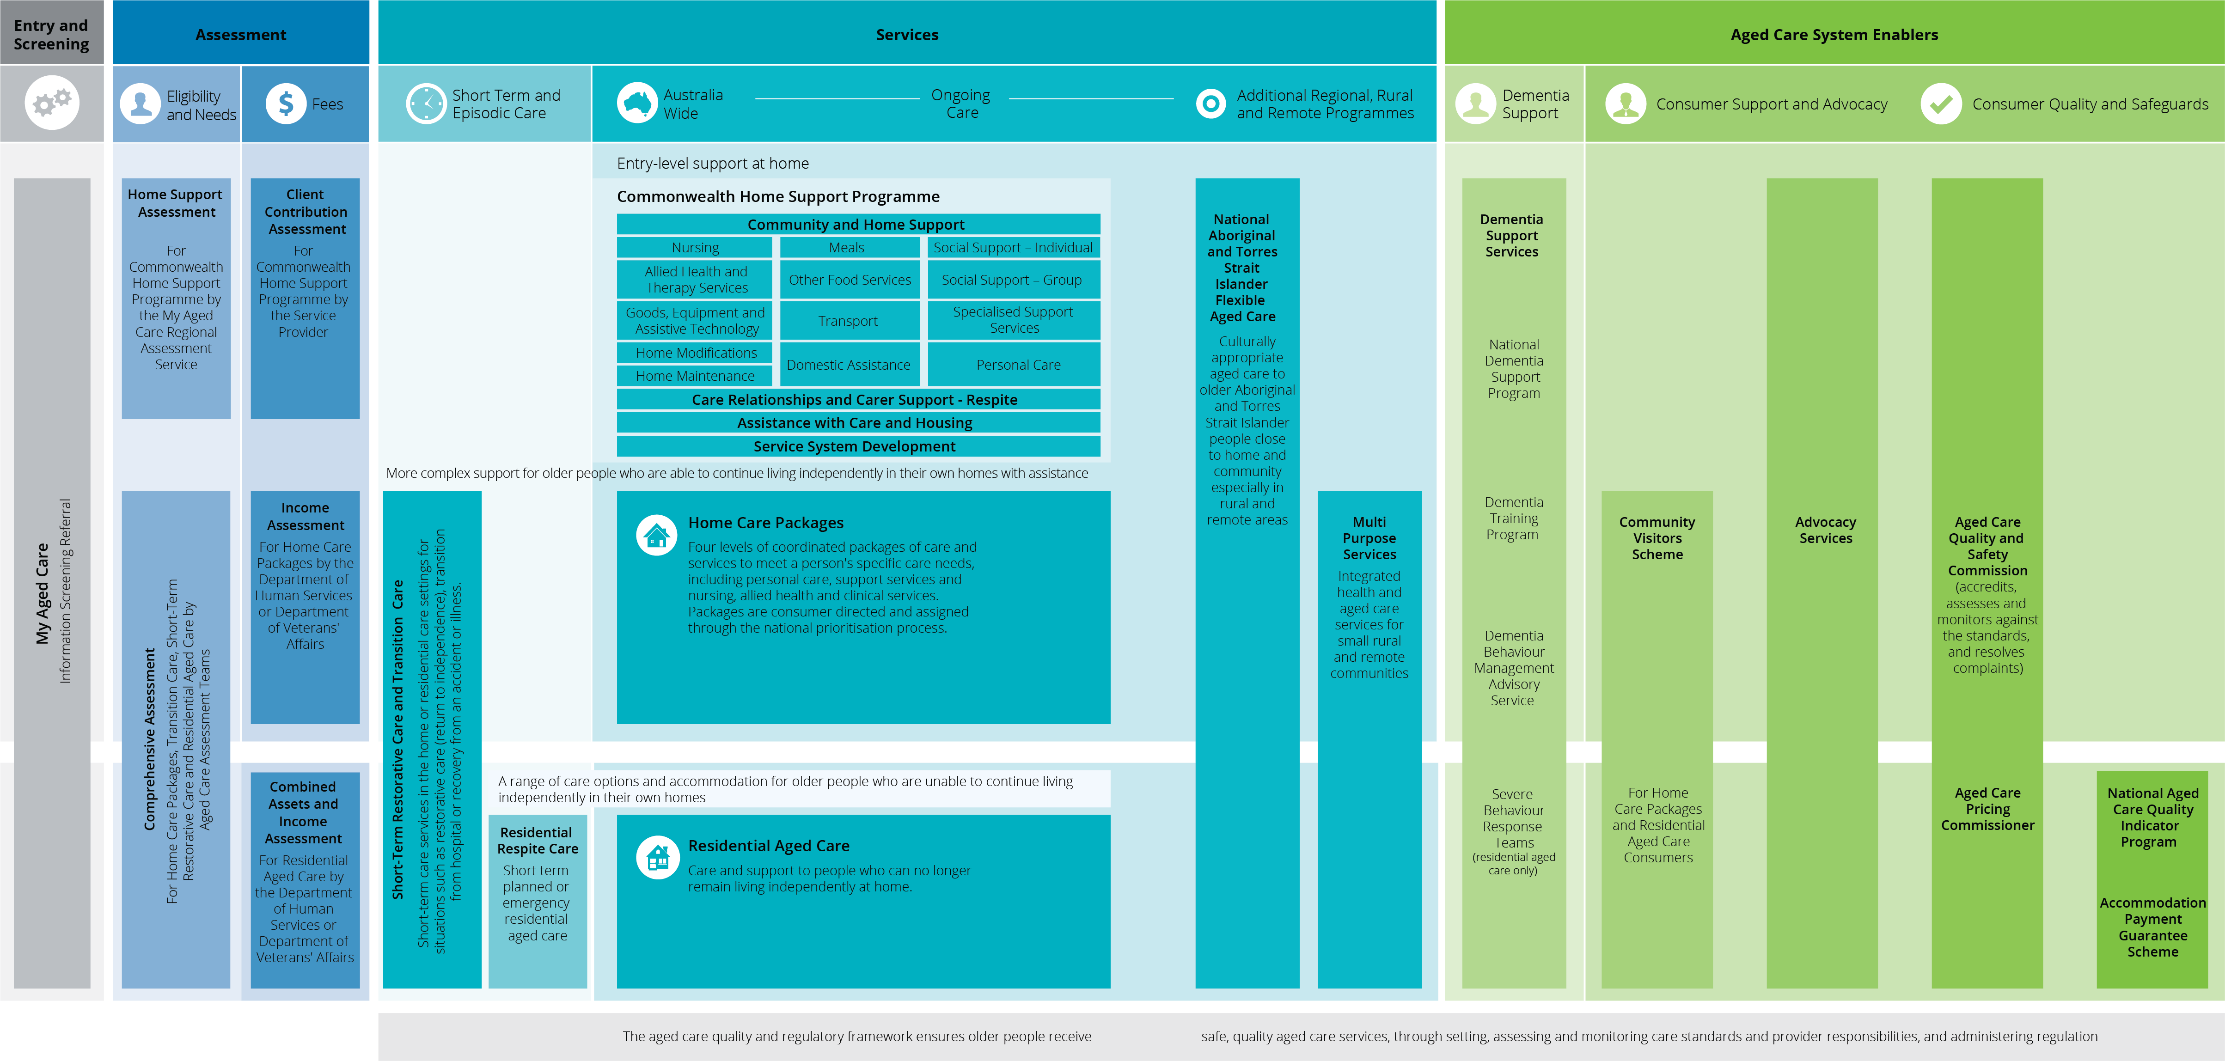 Entry and
Screening
Assessment
Services
Aged Care System Enablers
Eligibility
and Needs
Fees
Short Term and
Episodic Care
Australia
Wide
Ongoing
Care
Additional Regional, Rural
and Remote Programmes
Dementia
Support
Consumer Support and Advocacy
Consumer Quality and Safeguards
My Aged Care
Information Screening Referral
Home Support
Assessment
For
Commonwealth
Home Support
Programme by
the My Aged
Care Regional
Assessment
Service
Client
Contribution
Assessment
For
Commonwealth
Home Support
Programme by
the Service
Provider
Comprehensive Assessment
For Home Care Packages, Transition Care, Short-Term
Restorative Care and Residential Aged Care by
Aged Care Assessment Teams
Income
Assessment
For Home Care
Packages by the
Department of
Human Services
or Department
of Veterans'
Affairs
Combined
Assets and
Income
Assessment
For Residential
Aged Care by
the Department
of Human
Services or
Department of
Veterans' Affairs
Entry-level support at home
Commonwealth Home Support Programme
Community and Home Support
Nursing
Meals
Social Support – Individual
Allied Health and
Therapy Services
Other Food Services
Social Support – Group
Goods, Equipment and
Assistive Technology
Transport
Specialised Support
Services
Home Modifications
Home Maintenance
Domestic Assistance
Personal Care
Care Relationships and Carer Support - Respite
Assistance with Care and Housing
Service System Development
More complex support for older people who are able to continue living independently in their own homes with assistance
Short-Term Restorative Care and Transition Care
Short-term care services in the home or residential care settings for
situations such as restorative care (return to independence), transition
from hospital or recovery from an accident or illness.
Home Care Packages
Four levels of coordinated packages of care and
services to meet a person's specific care needs,
including personal care, support services and
nursing, allied health and clinical services.
Packages are consumer directed and assigned
through the national prioritisation process.
A range of care options and accommodation for older people who are unable to continue living
independently in their own homes
Residential
Respite Care
Short term
planned or
emergency
residential
aged care
Residential Aged Care
Care and support to people who can no longer
remain living independently at home.
National
Aboriginal
and Torres
Strait
Islander
Flexible
Aged Care
Culturally
appropriate
aged care to
older Aboriginal
and Torres
Strait Islander
people close
to home and
community
especially in
rural and
remote areas
Multi
Purpose
Services
Integrated
health and
aged care
services for
small rural
and remote
communities
Dementia
Support
Services
National
Dementia
Support
Program
Dementia
Training
Program
Dementia
Behaviour
Management
Advisory
Service
Severe
Behaviour
Response
Teams
(residential aged
care only)
Community
Visitors
Scheme
For Home
Care Packages
and Residential
Aged Care
Consumers
Advocacy
Services
Aged Care
Quality and
Safety
Commission
(accredits,
assesses and
monitors against
the standards,
and resolves
complaints)
Aged Care
Pricing
Commissioner
National Aged
Care Quality
Indicator
Program
Accommodation
Payment
Guarantee
Scheme
The aged care quality and regulatory framework ensures older people receive safe, quality aged care services, through setting, assessing and monitoring care standards and provider responsibilities, and administering regulation